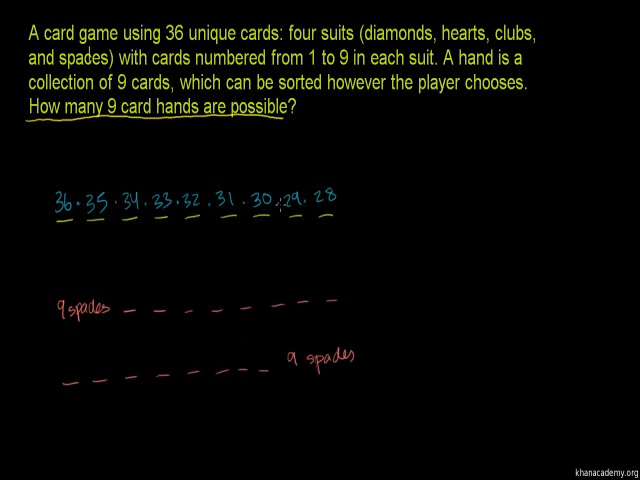 A card game using 36 unique cards: four suits (diamonds, hearts, clubs,
and spades) with cards numbered from 1 to 9 in each suit. A hand is a
collection of 9 cards, which can be sorted however the player chooses.
How many 9 card hands are possible?
36 · 35 · 34 · 33 · 32 · 31 · 30 · 29 · 28
9 spades
9 spades
khanacademy.org